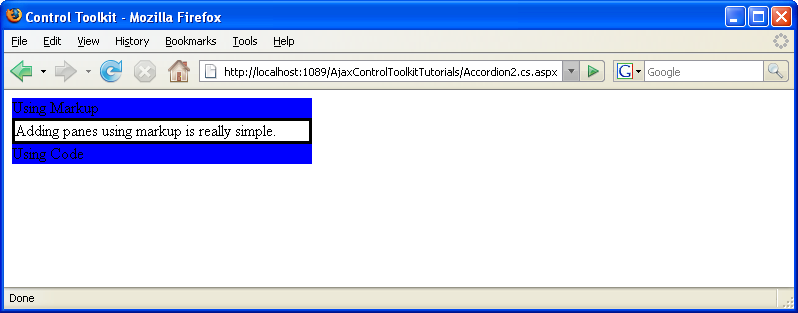 Control Toolkit - Mozilla Firefox
File Edit View History Bookmarks Tools Help
http://localhost:1089/AjaxControlToolkitTutorials/Accordion2.cs.aspx G Google
Using Markup
Adding panes using markup is really simple.
Using Code
Done